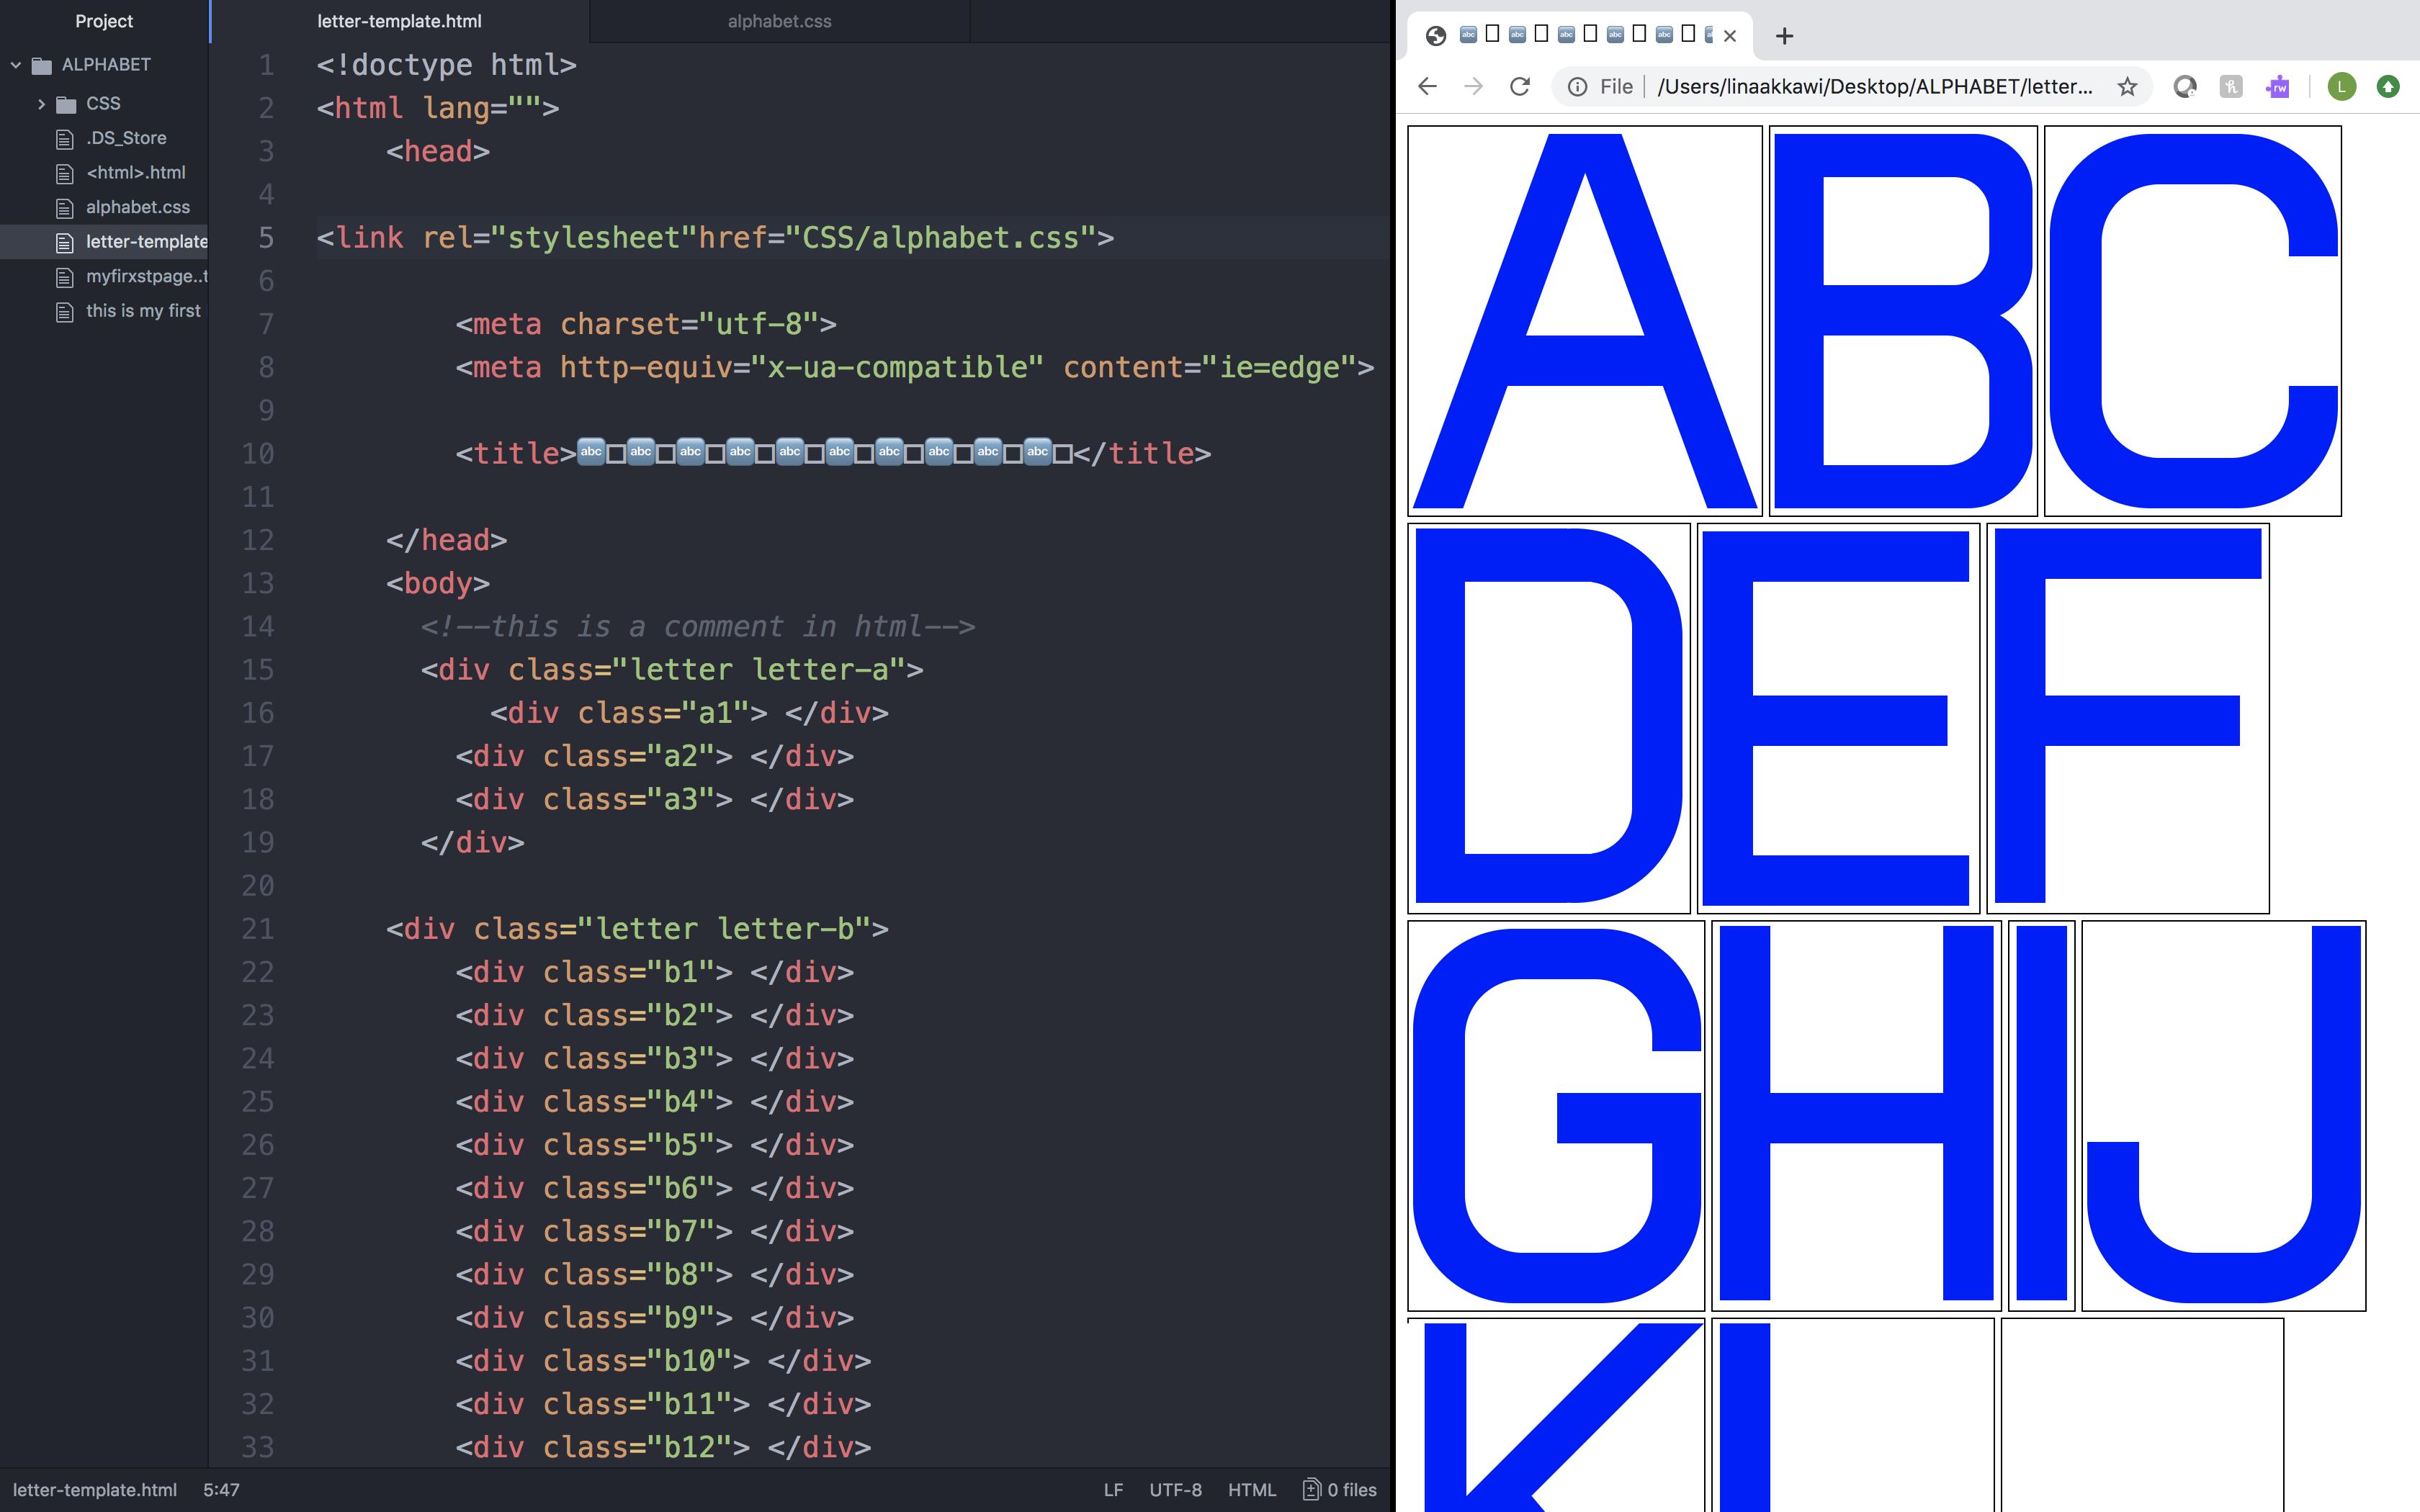 Project
ALPHABET
CSS
.DS_Store
<html>.html
alphabet.css
letter-template
myfirxstpage..t
this is my first
letter-template.html
alphabet.css
1 <!doctype html>
2 <html lang="">
3 <head>
4
5 <link rel="stylesheet"href="CSS/alphabet.css">
6
7 <meta charset="utf-8">
8 <meta http-equiv="x-ua-compatible" content="ie=edge">
9
10 <title>🔤□🔤□🔤□🔤□🔤□🔤□🔤□🔤□🔤□🔤□</title>
11
12 </head>
13 <body>
14 <!--this is a comment in html-->
15 <div class="letter letter-a">
16 <div class="a1"> </div>
17 <div class="a2"> </div>
18 <div class="a3"> </div>
19 </div>
20
21 <div class="letter letter-b">
22 <div class="b1"> </div>
23 <div class="b2"> </div>
24 <div class="b3"> </div>
25 <div class="b4"> </div>
26 <div class="b5"> </div>
27 <div class="b6"> </div>
28 <div class="b7"> </div>
29 <div class="b8"> </div>
30 <div class="b9"> </div>
31 <div class="b10"> </div>
32 <div class="b11"> </div>
33 <div class="b12"> </div>
letter-template.html 5:47
LF UTF-8 HTML 0 files
🔤 □ 🔤 □ 🔤 □ 🔤 □ 🔤 □
File /Users/linaakkawi/Desktop/ALPHABET/letter... rw L
ABC
DEF
GHIJ
K